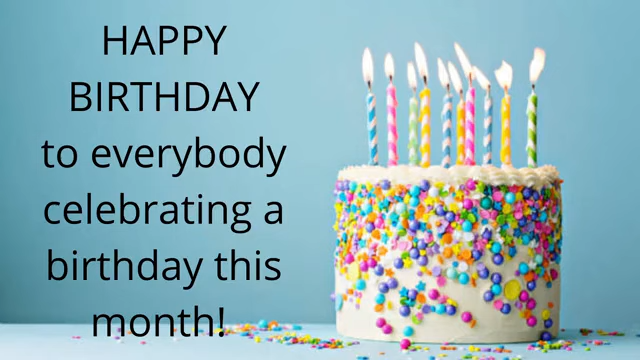 HAPPY
BIRTHDAY
to everybody
celebrating a
birthday this
month!